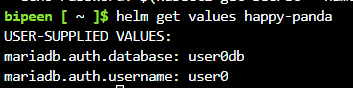 bipeen [ ~ ]$ helm get values happy-panda
USER-SUPPLIED VALUES:
mariadb.auth.database: user0db
mariadb.auth.username: user0